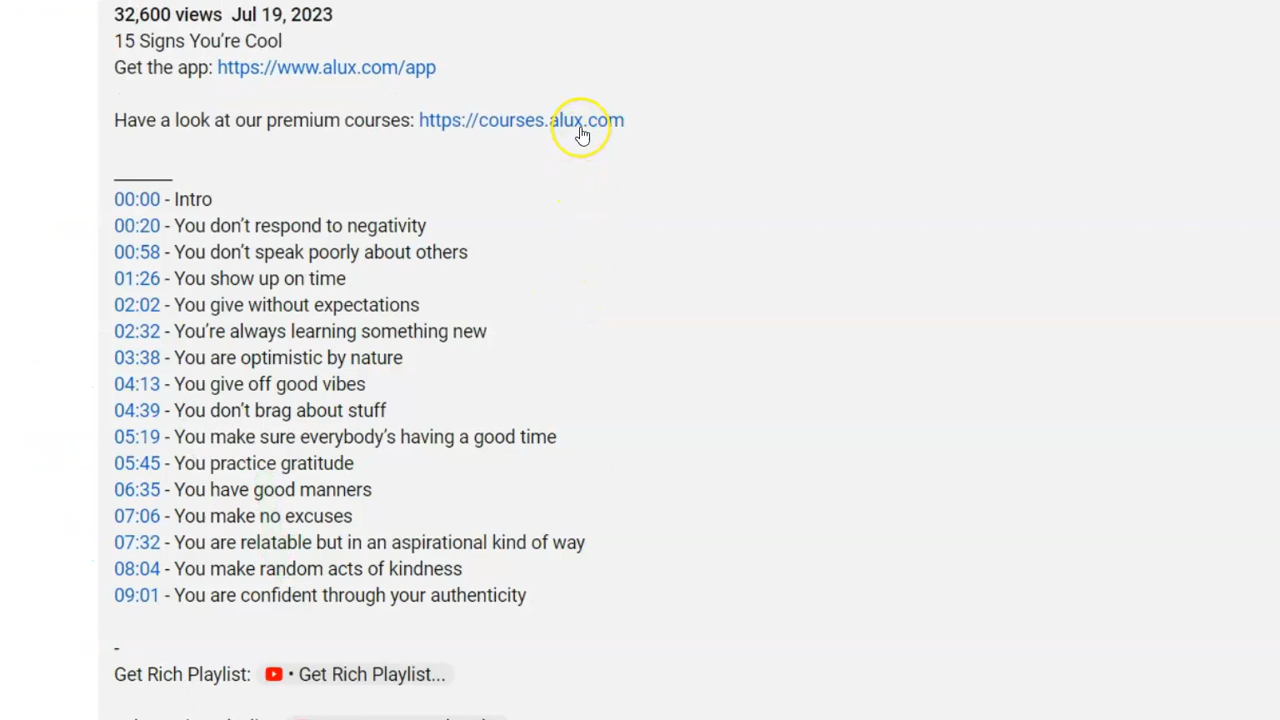 32,600 views Jul 19, 2023
15 Signs You're Cool
Get the app: https://www.alux.com/app
Have a look at our premium courses: https://courses.alux.com
00:00 - Intro
00:20 - You don’t respond to negativity
00:58 - You don’t speak poorly about others
01:26 - You show up on time
02:02 - You give without expectations
02:32 - You’re always learning something new
03:38 - You are optimistic by nature
04:13 - You give off good vibes
04:39 - You don’t brag about stuff
05:19 - You make sure everybody’s having a good time
05:45 - You practice gratitude
06:35 - You have good manners
07:06 - You make no excuses
07:32 - You are relatable but in an aspirational kind of way
08:04 - You make random acts of kindness
09:01 - You are confident through your authenticity
-
Get Rich Playlist: • Get Rich Playlist...